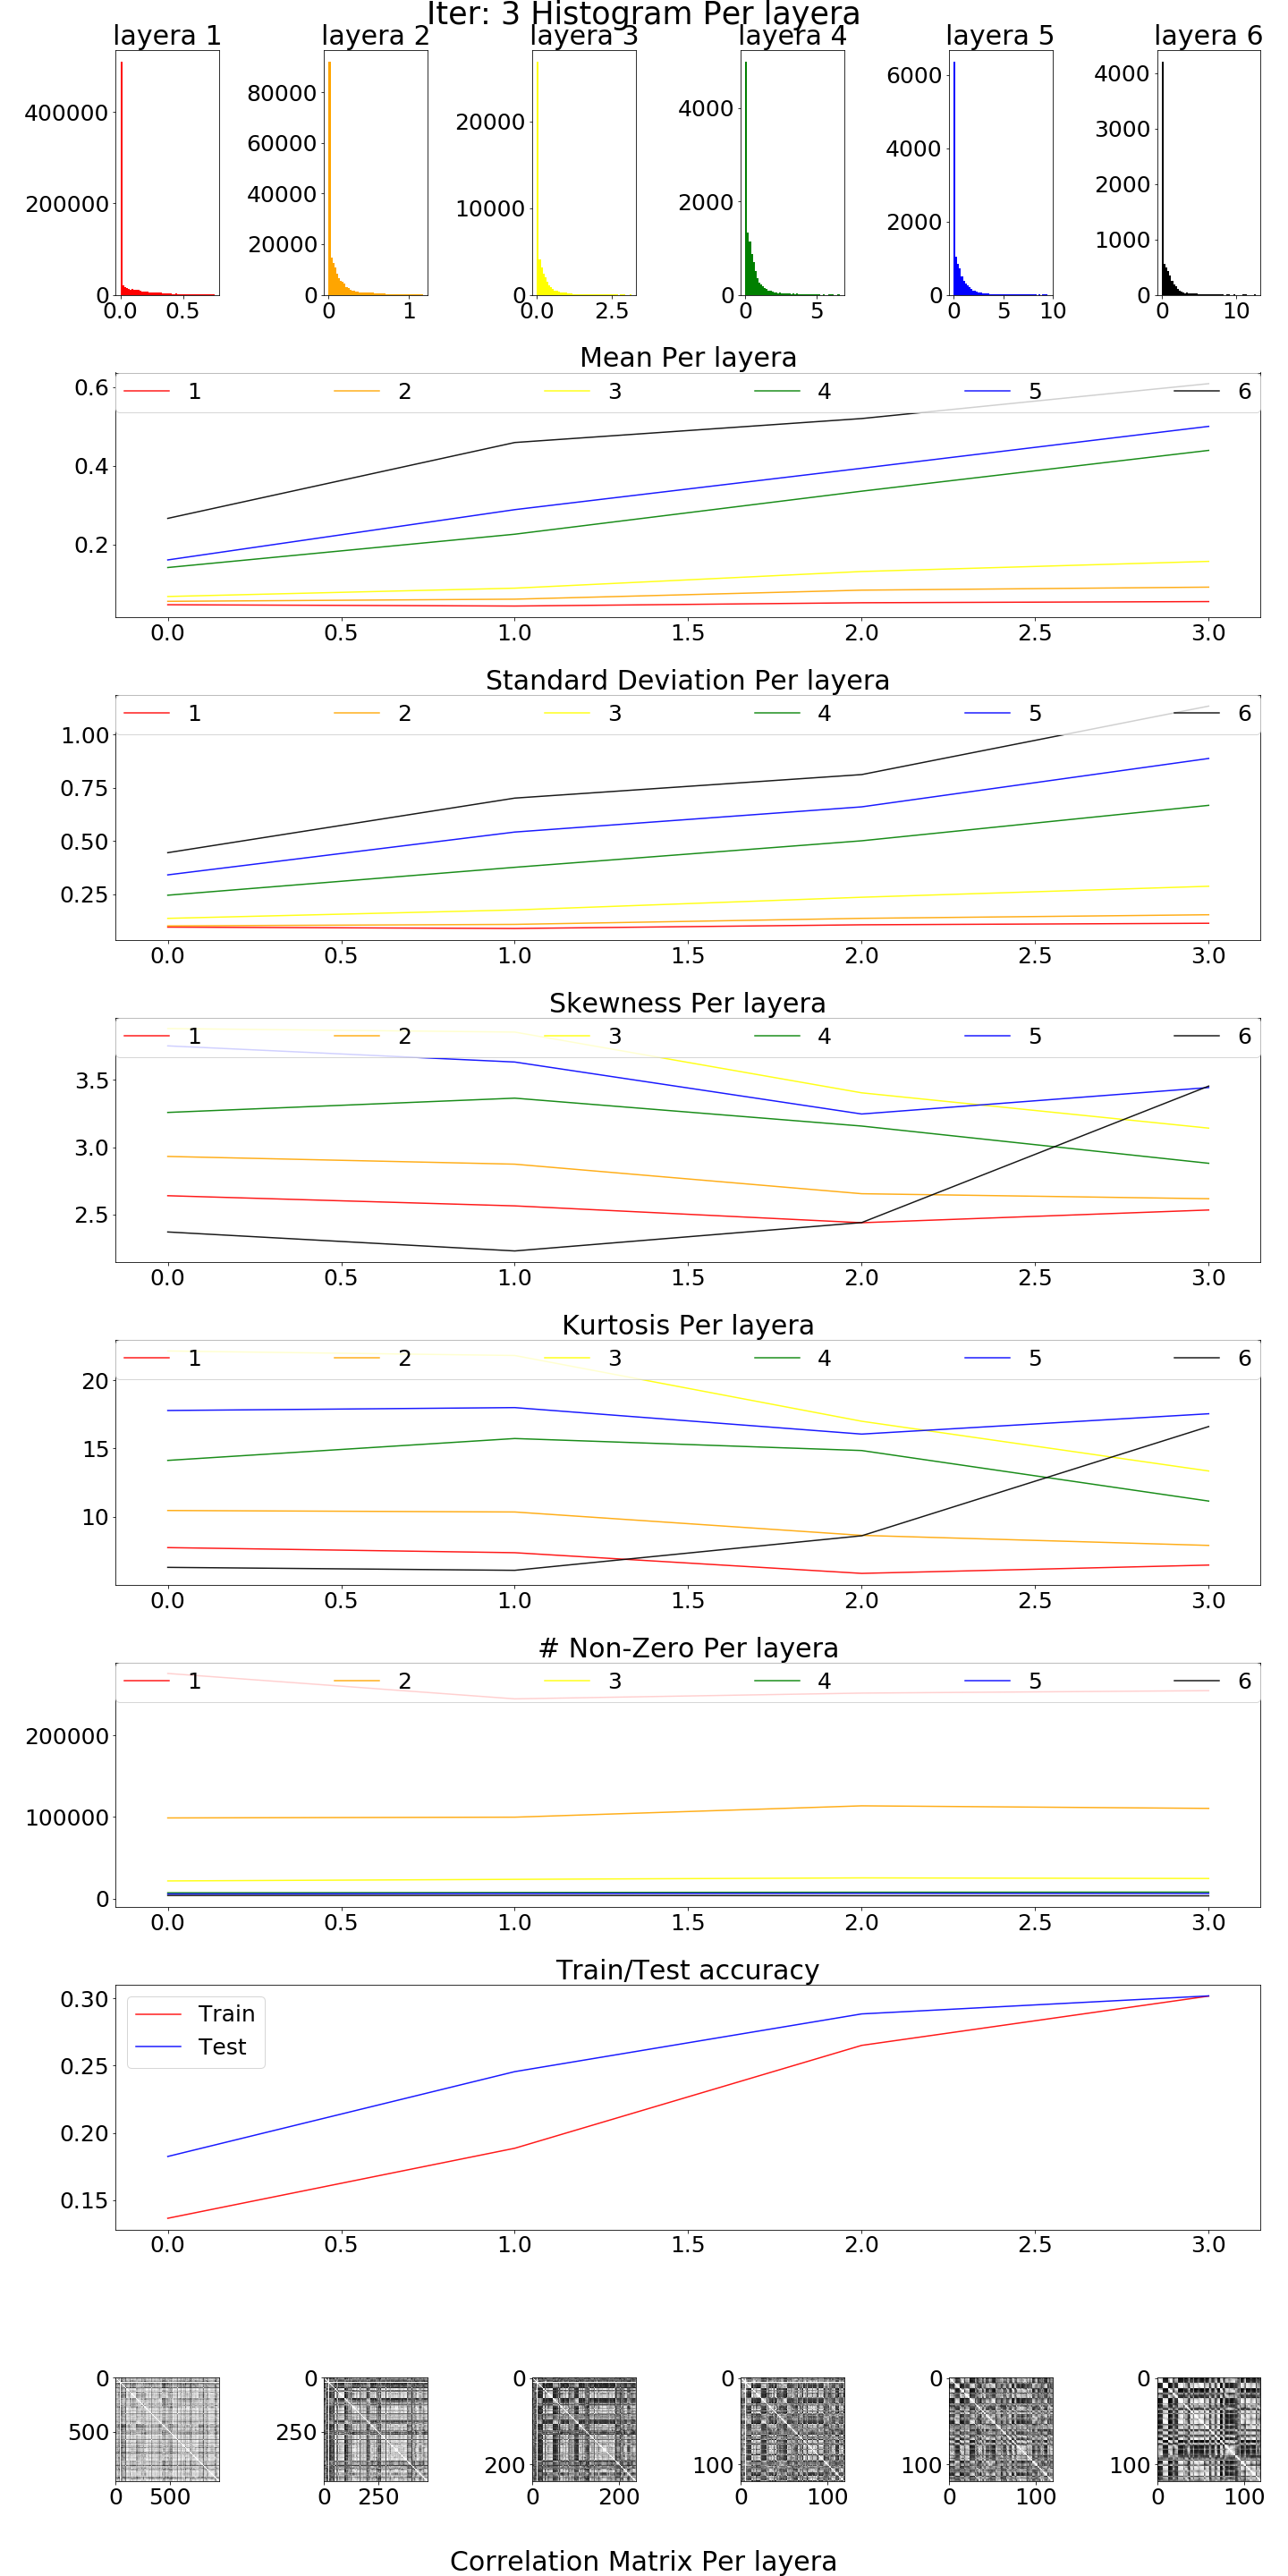 Iter: 3 Histogram Per layera
layera 1 layera 2 layera 3 layera 4 layera 5 layera 6
400000
200000
0
0.0 0.5
80000
60000
40000
20000
0
0 1
20000
10000
0
0.0 2.5
4000
2000
0
0 5
6000
4000
2000
0
0 5 10
4000
3000
2000
1000
0
0 10
Mean Per layera
1 2 3 4 5 6
0.6
0.4
0.2
0.0 0.5 1.0 1.5 2.0 2.5 3.0
Standard Deviation Per layera
1 2 3 4 5 6
1.00
0.75
0.50
0.25
0.0 0.5 1.0 1.5 2.0 2.5 3.0
Skewness Per layera
1 2 3 4 5 6
3.5
3.0
2.5
0.0 0.5 1.0 1.5 2.0 2.5 3.0
Kurtosis Per layera
1 2 3 4 5 6
20
15
10
0.0 0.5 1.0 1.5 2.0 2.5 3.0
# Non-Zero Per layera
1 2 3 4 5 6
200000
100000
0
0.0 0.5 1.0 1.5 2.0 2.5 3.0
Train/Test accuracy
Train
Test
0.30
0.25
0.20
0.15
0.0 0.5 1.0 1.5 2.0 2.5 3.0
0
500
0 500
0
250
0 250
0
200
0 200
0
100
0 100
0
100
0 100
0
100
0 100
Correlation Matrix Per layera